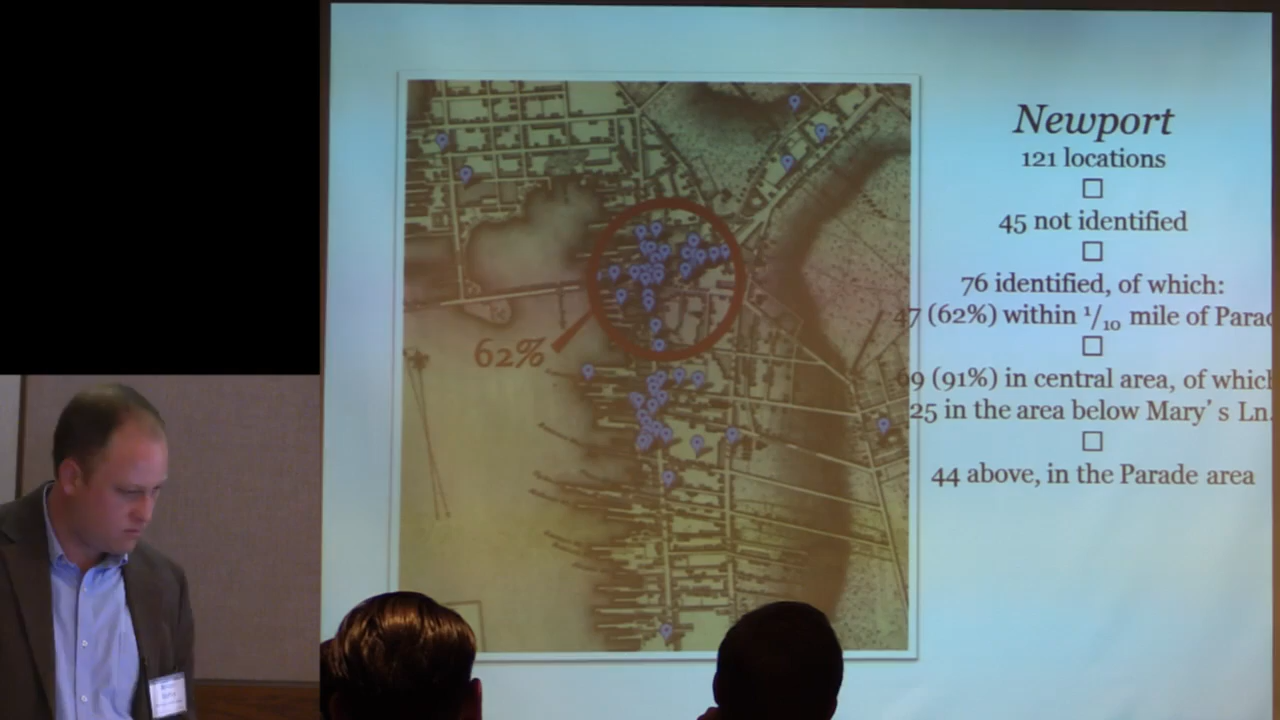 Newport
121 locations
45 not identified
76 identified, of which:
47 (62%) within 1/10 mile of Parad
69 (91%) in central area, of which
25 in the area below Mary's Ln.
44 above, in the Parade area
62%